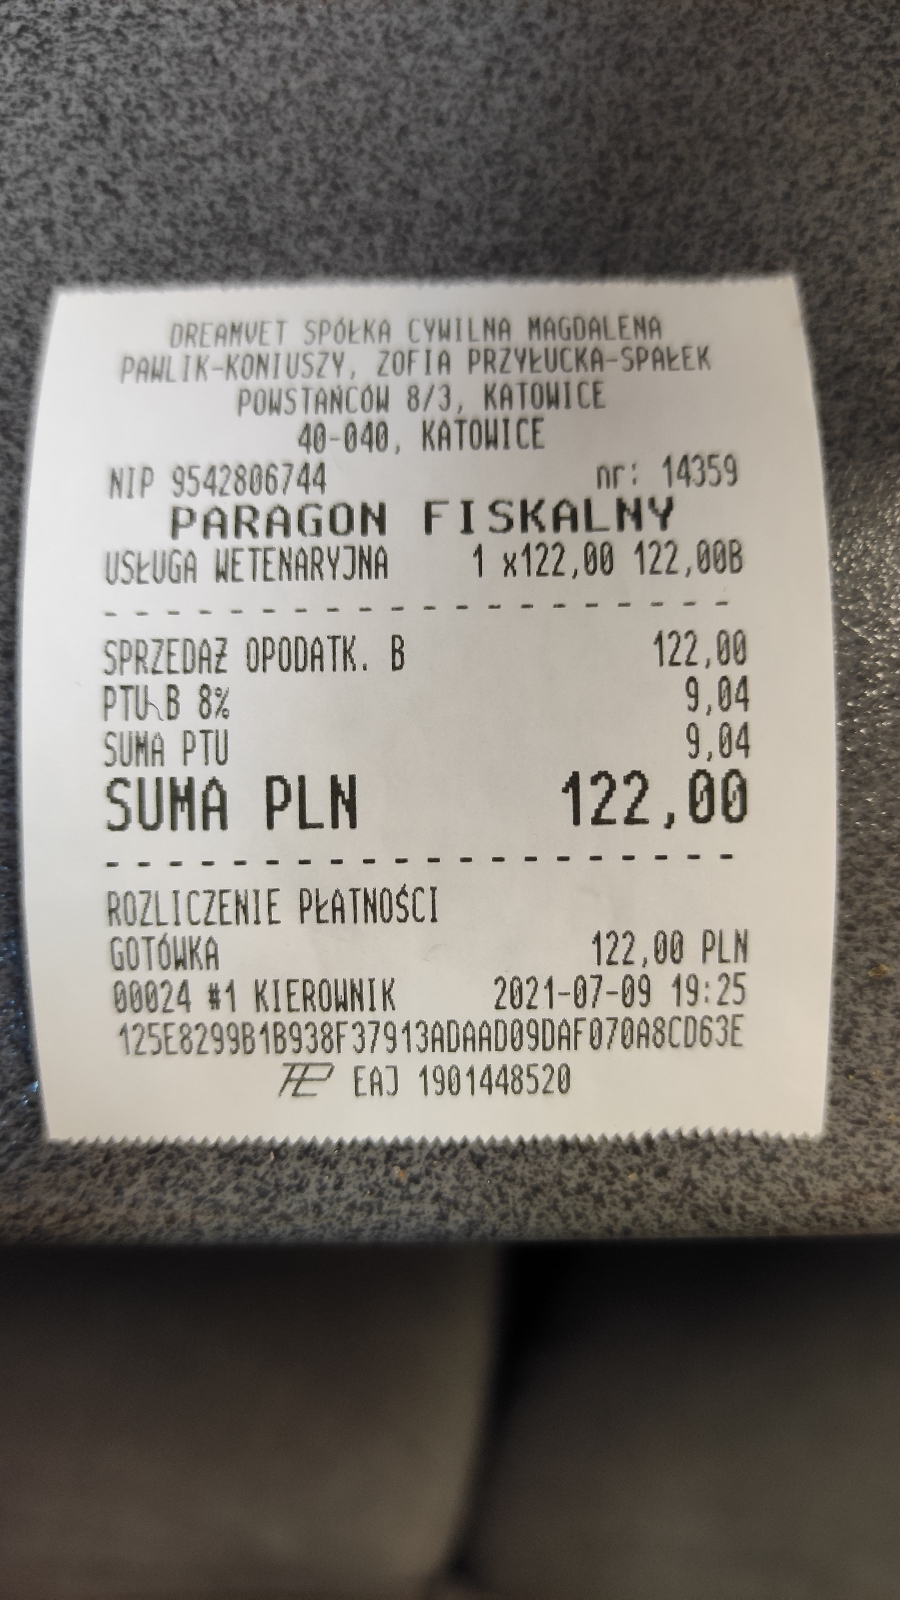 DREAMVET SPÓŁKA CYWILNA MAGDALENA
PAWLIK-KONIUSZY, ZOFIA PRZYŁUCKA-SPAŁEK
POWSTAŃCÓW 8/3, KATOWICE
40-040, KATOWICE
NIP 9542806744 nr: 14359
PARAGON FISKALNY
USŁUGA WETENARYJNA 1 x122,00 122,00B
SPRZEDAŻ OPODATK. B 122,00
PTU B 8% 9,04
SUMA PTU 9,04
SUMA PLN 122,00
ROZLICZENIE PŁATNOŚCI
GOTÓWKA 122,00 PLN
00024 #1 KIEROWNIK 2021-07-09 19:25
125E8299B1B938F37913ADAAD09DAF070A8CD63E
EAJ 1901448520